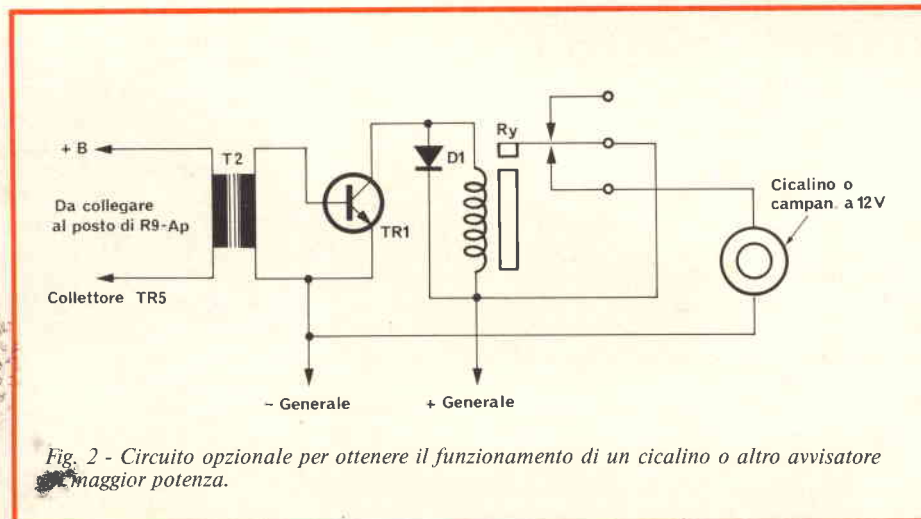 + B
T2
Da collegare
al posto di R9-Ap
Collettore TR5
TR1
D1
Ry
Cicalino o
campan. a 12V
- Generale
+ Generale
Fig. 2 - Circuito opzionale per ottenere il funzionamento di un cicalino o altro avvisatore
maggior potenza.